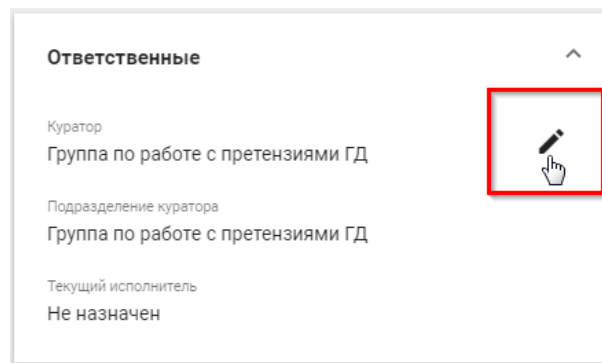 Ответственные
Куратор
Группа по работе с претензиями ГД
Подразделение куратора
Группа по работе с претензиями ГД
Текущий исполнитель
Не назначен